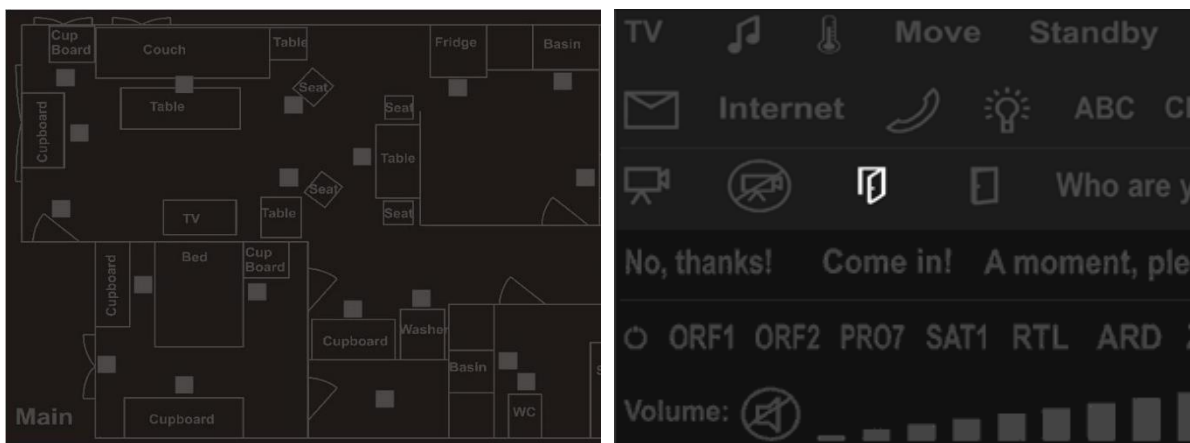 Cup
Board
Couch
Table
Fridge
Basin
Seat
Table
Seat
Cupboard
Table
Seat
TV
Table
Seat
Cupboard
Bed
Cup
Board
Cupboard
Washer
Basin
WC
Main
Cupboard
TV Move Standby
Internet ABC
Who are
No, thanks! Come in! A moment,
ORF1 ORF2 PRO7 SAT1 RTL ARD
Volume: